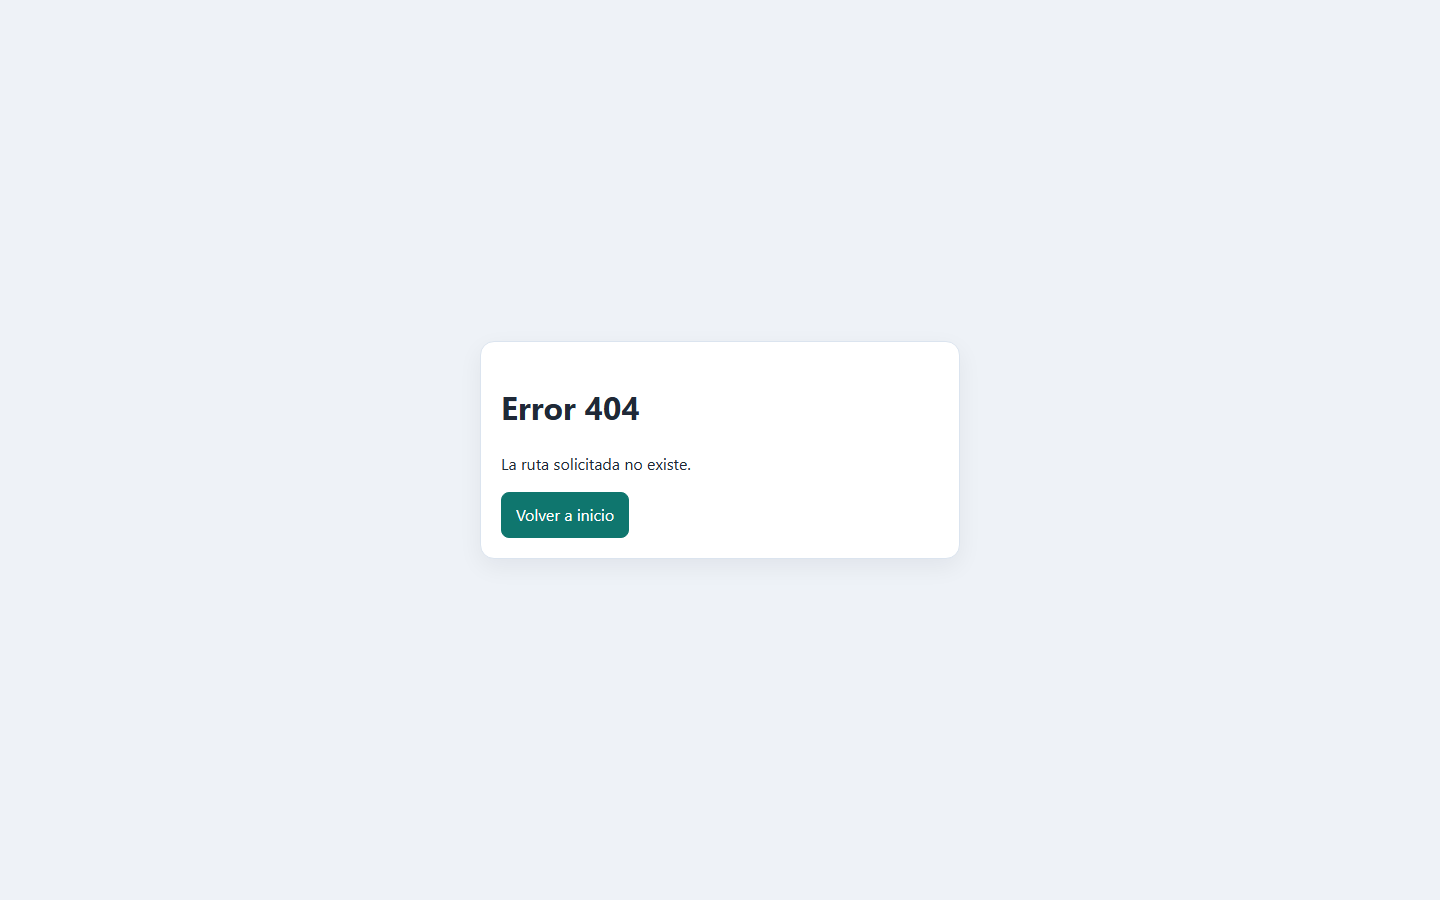 Error 404
La ruta solicitada no existe.
Volver a inicio